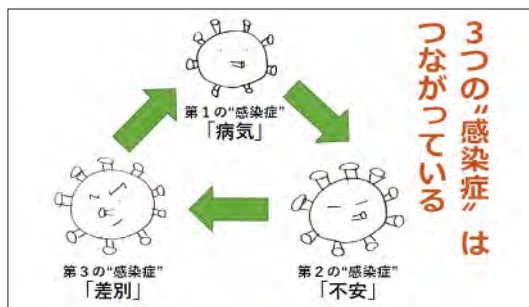 3つの“感染症”は
つながっている
第1の“感染症”
「病気」
第2の“感染症”
「不安」
第3の“感染症”
「差別」